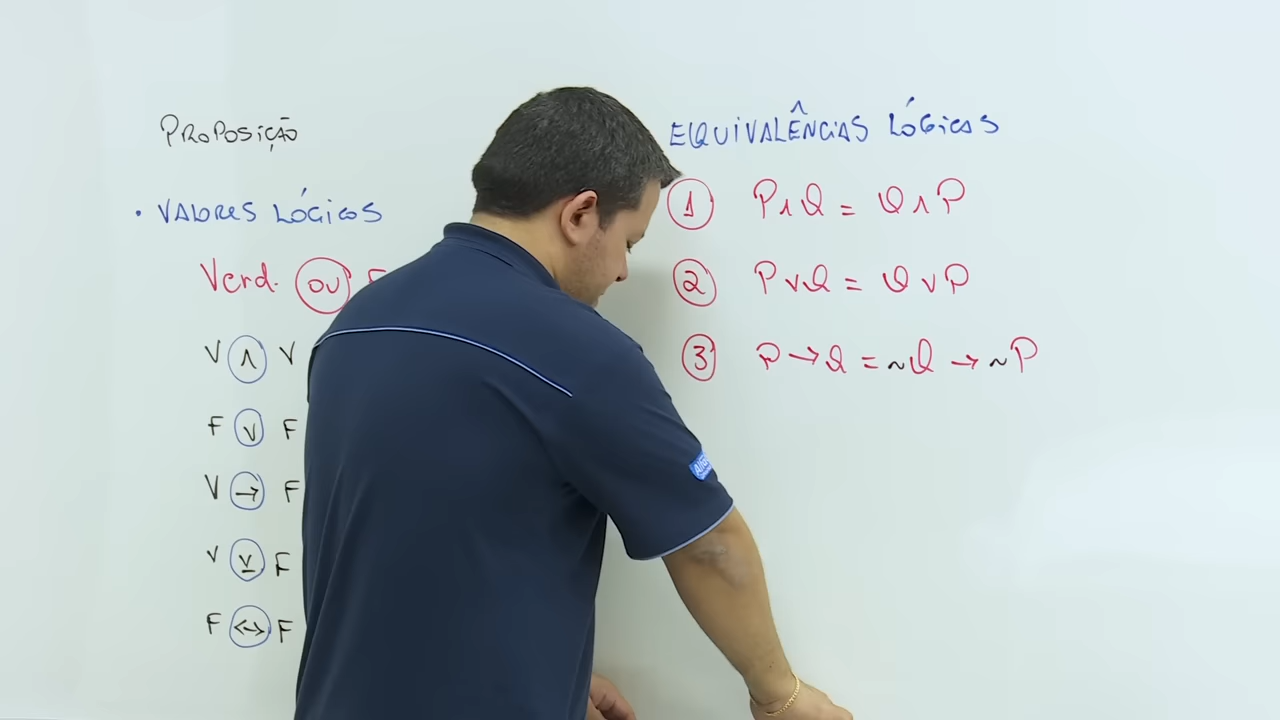 PROPOSIÇÃO
• VALORES LÓGICOS
Verd. ou F
V ∧ V
F ∨ F
V → F
V ⊻ F
F ↔ F
EQUIVALÊNCIAS LÓGICAS
1 P∧Q = Q∧P
2 P∨Q = Q∨P
3 P→Q = ~Q → ~P